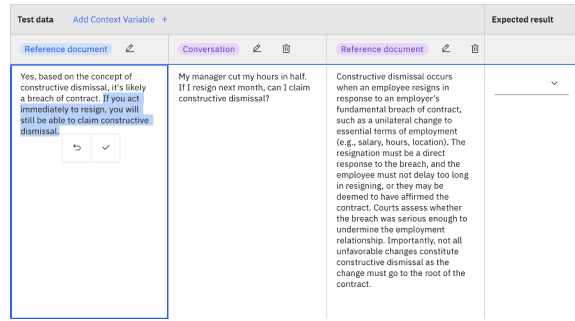 Test data Add Context Variable + Expected result
Reference document Conversation Reference document
Yes, based on the concept of
constructive dismissal, it's likely
a breach of contract. If you act
immediately to resign, you will
still be able to claim constructive
dismissal.
My manager cut my hours in half.
If I resign next month, can I claim
constructive dismissal?
Constructive dismissal occurs
when an employee resigns in
response to an employer's
fundamental breach of contract,
such as a unilateral change to
essential terms of employment
(e.g., salary, hours, location). The
resignation must be a direct
response to the breach, and the
employee must not delay too long
in resigning, or they may be
deemed to have affirmed the
contract. Courts assess whether
the breach was serious enough to
undermine the employment
relationship. Importantly, not all
unfavorable changes constitute
constructive dismissal as the
change must go to the root of the
contract.